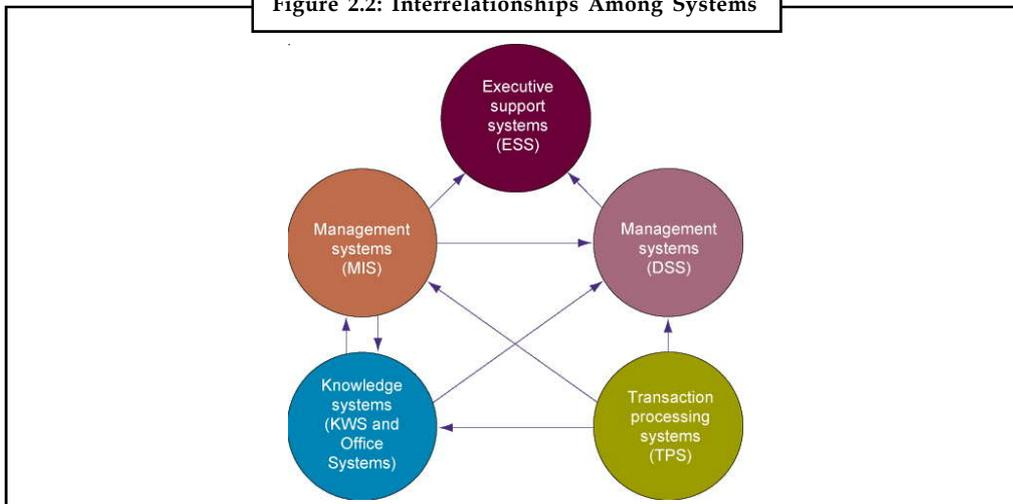 Figure 2.2: Interrelationships Among Systems
Executive
support
systems
(ESS)
Management
systems
(MIS)
Management
systems
(DSS)
Knowledge
systems
(KWS and
Office
Systems)
Transaction
processing
systems
(TPS)